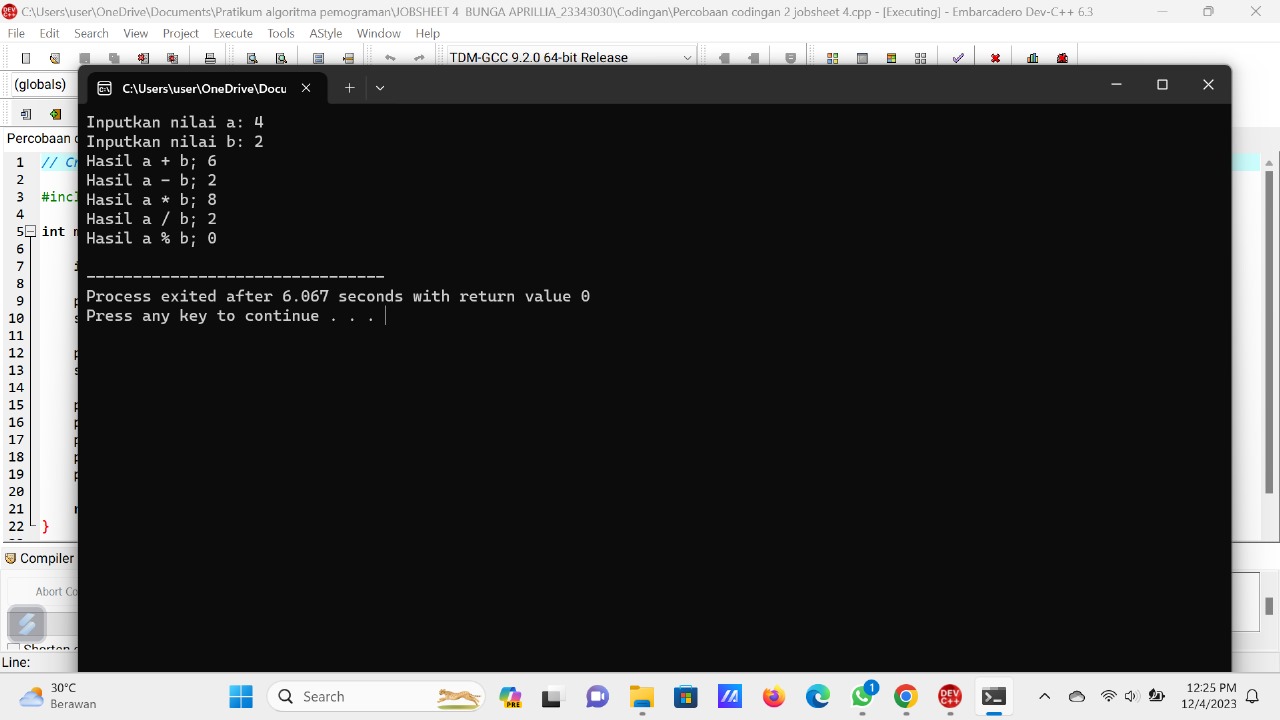 C:\Users\user\OneDrive\Documents\Pratikum algoritma pemograman\JOBSHEET 4  BUNGA APRILLIA_23343030\Codingan\Percobaan codingan 2 jobsheet 4.cpp - [Executing] - Embarcadero Dev-C++ 6.3
File Edit Search View Project Execute Tools AStyle Window Help
TDM-GCC 9.2.0 64-bit Release
(globals)
C:\Users\user\OneDrive\Docu
Percobaan
Inputkan nilai a: 4
Inputkan nilai b: 2
Hasil a + b; 6
Hasil a - b; 2
Hasil a * b; 8
Hasil a / b; 2
Hasil a % b; 0
--------------------------------
Process exited after 6.067 seconds with return value 0
Press any key to continue . . .
1 //
2
3 #incl
4
5 int
6
7
8
9
10
11
12
13
14
15
16
17
18
19
20
21
22 }
Compiler
Abort Co
Shorten
Line:
30°C
Berawan
Search
PRE
1
DEV C++
12:25 PM
12/4/2023